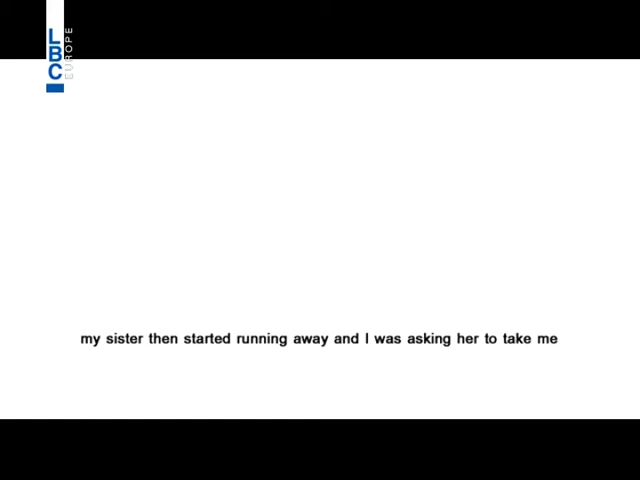 LBC EUROPE
my sister then started running away and I was asking her to take me